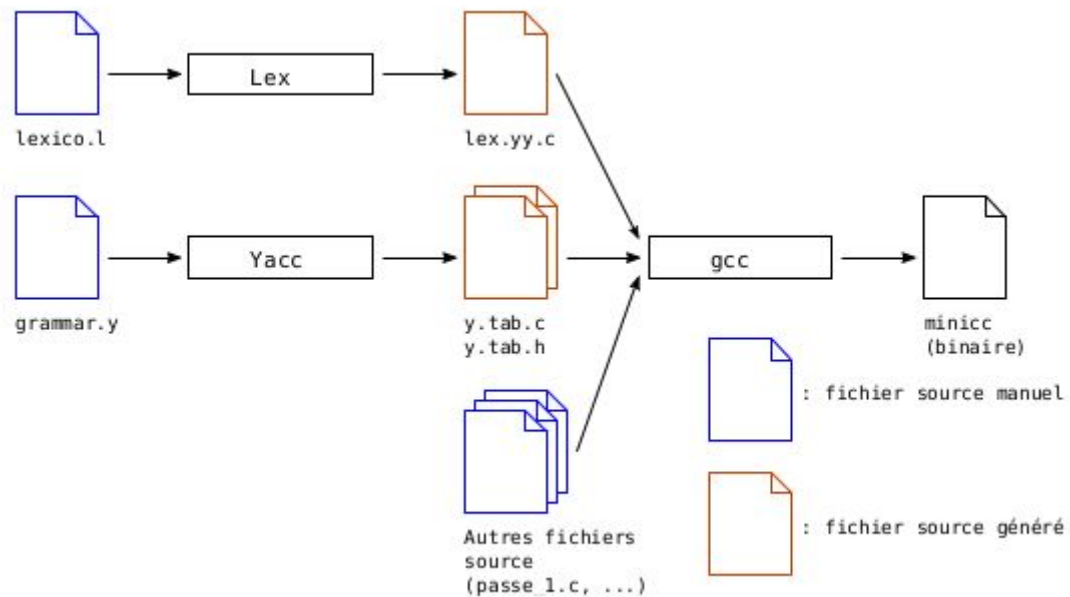 Lex
lexico.l
lex.yy.c
Yacc
gcc
grammar.y
y.tab.c
y.tab.h
minicc
(binaire)
: fichier source manuel
Autres fichiers
source
(passe_1.c, ...)
: fichier source généré